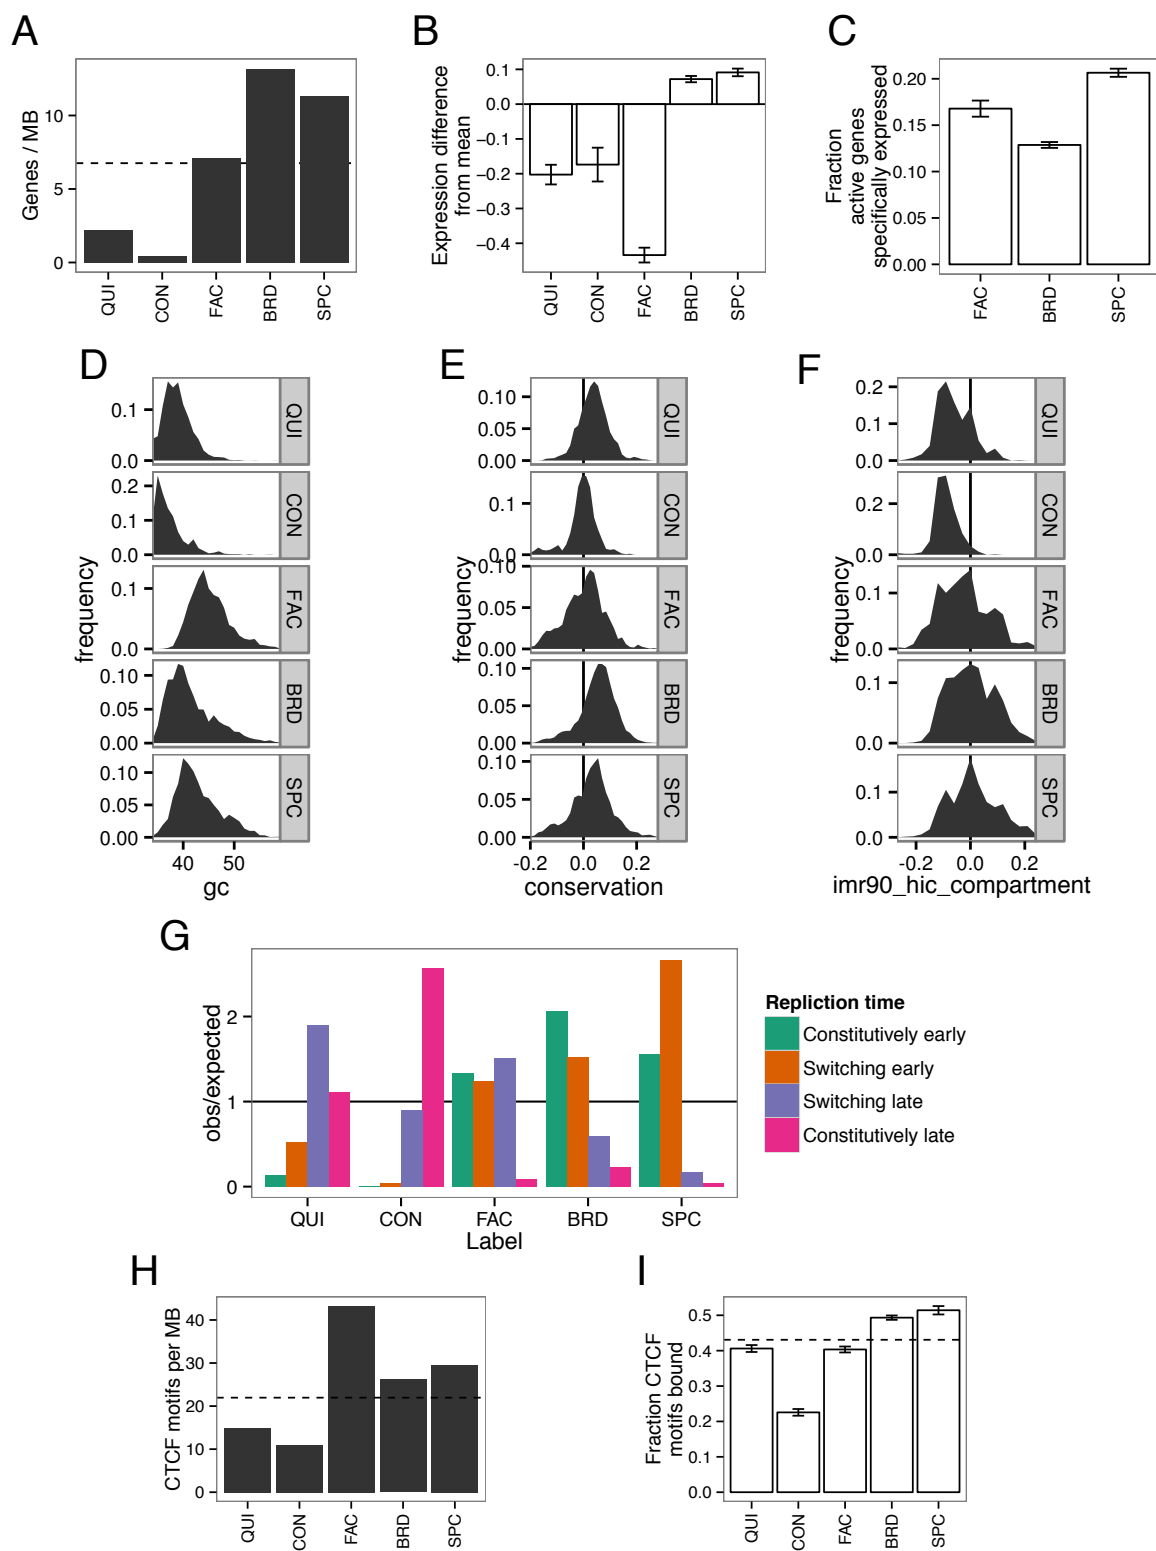 A
Genes / MB
10
5
0
QUI
CON
FAC
BRD
SPC
B
Expression difference
from mean
0.1
0.0
−0.1
−0.2
−0.3
−0.4
QUI
CON
FAC
BRD
SPC
C
Fraction
active genes
specifically expressed
0.20
0.15
0.10
0.05
0.00
FAC
BRD
SPC
D
frequency
0.1
0.0
QUI
0.2
0.1
0.0
CON
0.1
0.0
FAC
0.10
0.05
0.00
BRD
0.10
0.05
0.00
SPC
40
50
gc
E
frequency
0.10
0.05
0.00
QUI
0.1
0.0
CON
0.10
0.05
0.00
FAC
0.10
0.05
0.00
BRD
0.10
0.05
0.00
SPC
-0.2
0.0
0.2
conservation
F
frequency
0.2
0.1
0.0
QUI
0.2
0.0
CON
0.1
0.0
FAC
0.1
0.0
BRD
0.1
0.0
SPC
-0.2
0.0
0.2
imr90_hic_compartment
G
obs/expected
2
1
0
QUI
CON
FAC
BRD
SPC
Label
Repliction time
Constitutively early
Switching early
Switching late
Constitutively late
H
CTCF motifs per MB
40
30
20
10
0
QUI
CON
FAC
BRD
SPC
I
Fraction CTCF
motifs bound
0.5
0.4
0.3
0.2
0.1
0.0
QUI
CON
FAC
BRD
SPC